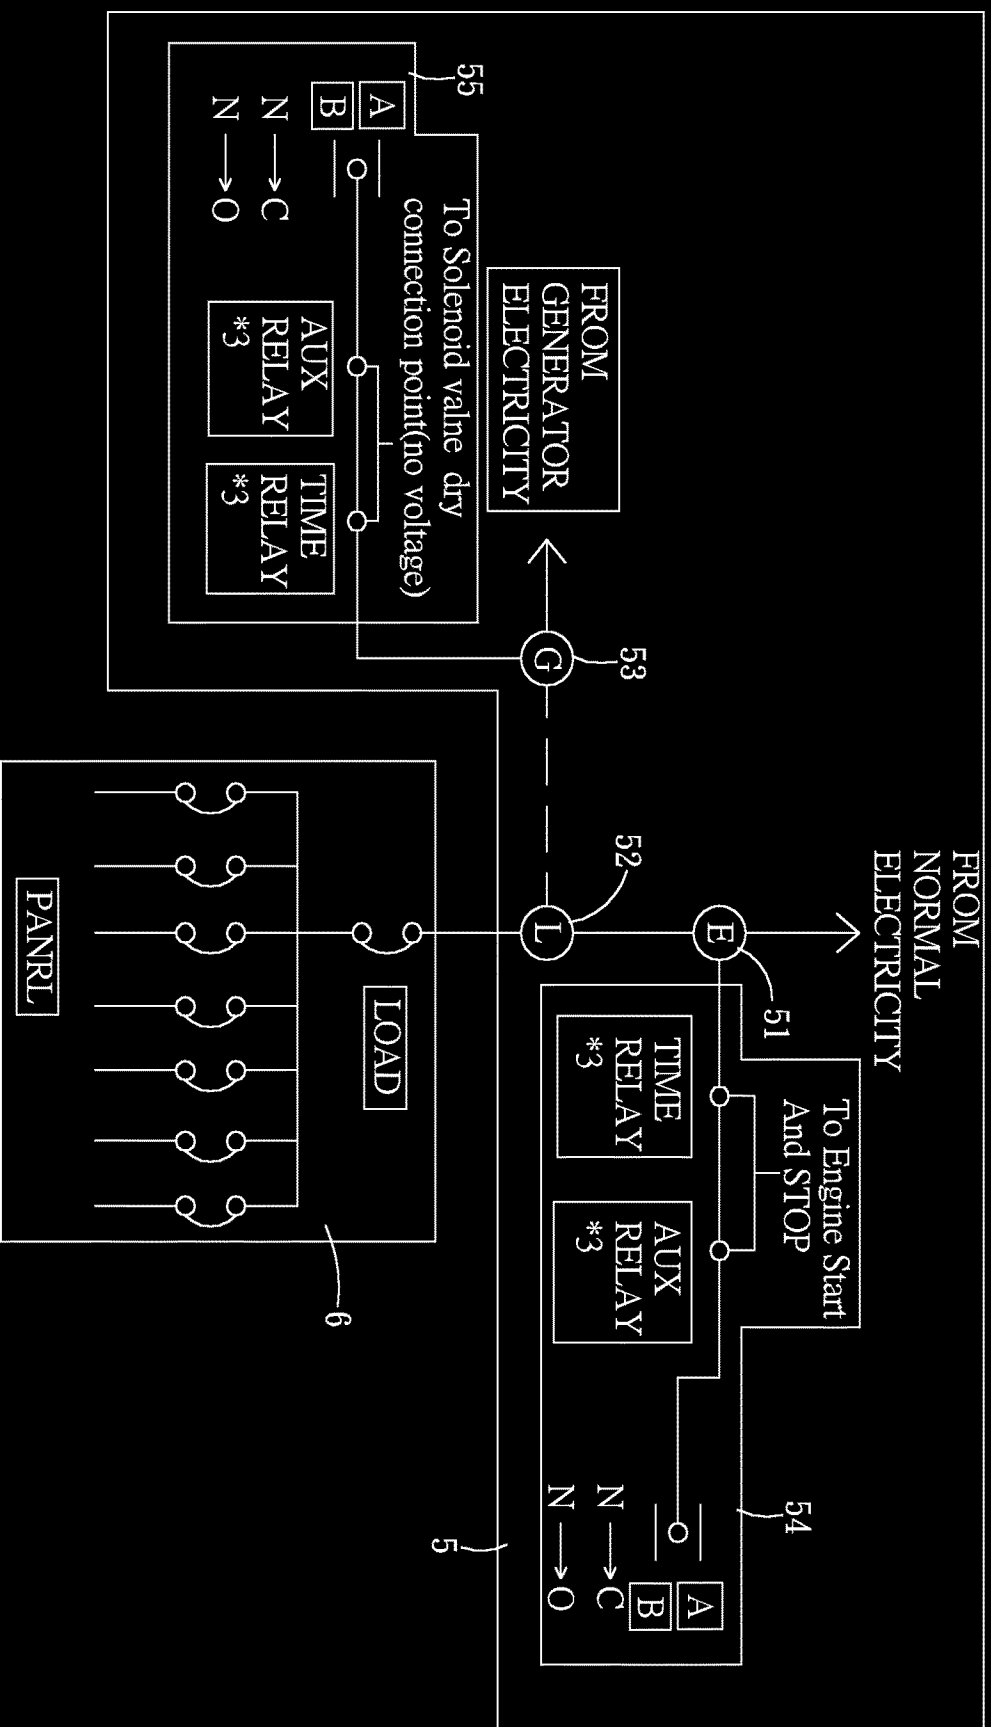 FROM
NORMAL
ELECTRICITY
51
E
52
L
53
G
FROM
GENERATOR
ELECTRICITY
55
To Solenoid valne dry
connection point(no voltage)
A
B
N→C
N→O
AUX
RELAY
*3
TIME
RELAY
*3
To Engine Start
And STOP
54
TIME
RELAY
*3
AUX
RELAY
*3
A
B
N→C
N→O
5
LOAD
6
PANRL